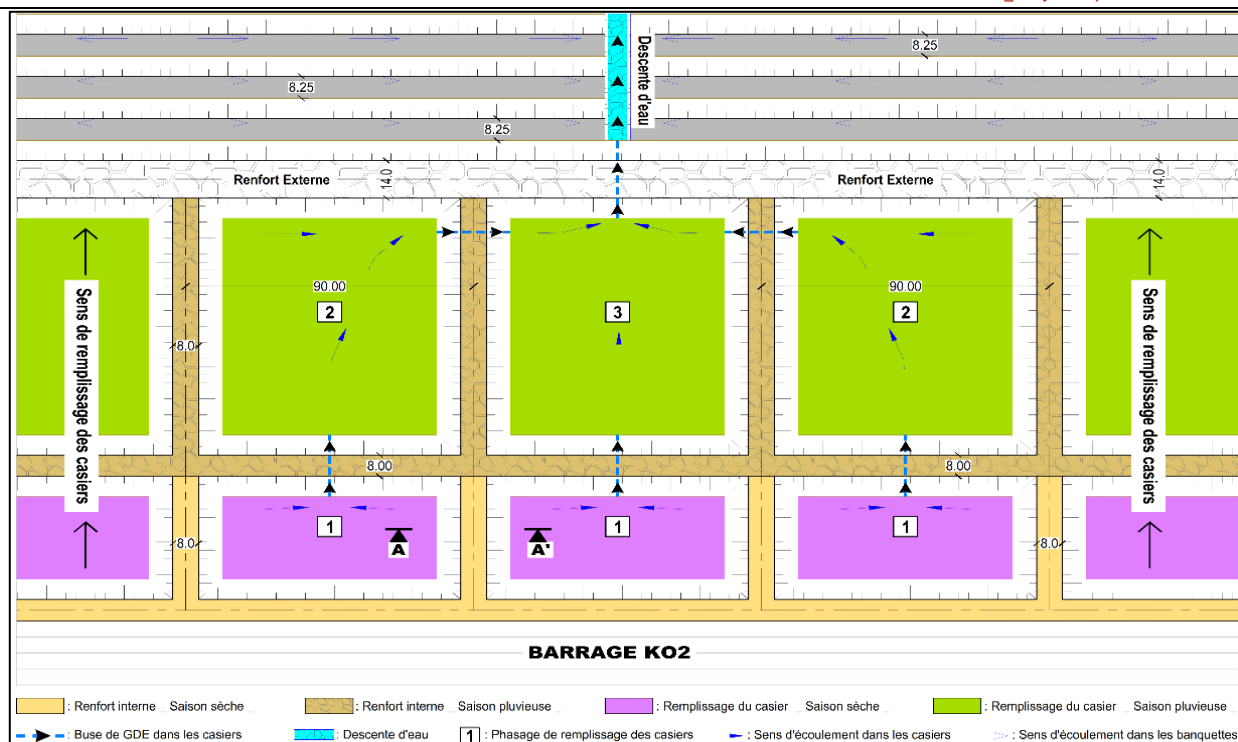 8.25
Descente d'eau
8.25
8.25
Renfort Externe
14.0
Renfort Externe
14.0
Sens de remplissage des casiers
90.00
2
3
90.00
2
Sens de remplissage des casiers
8.0
8.00
8.00
8.0
1
A
A'
1
1
8.0
BARRAGE KO2
: Renfort interne _ Saison sèche _
: Renfort interne _ Saison pluvieuse _
: Remplissage du casier _ Saison sèche _
: Remplissage du casier _ Saison pluvieuse _
: Buse de GDE dans les casiers
: Descente d'eau
1 : Phasage de remplissage des casiers
: Sens d'écoulement dans les casiers
: Sens d'écoulement dans les banquettes